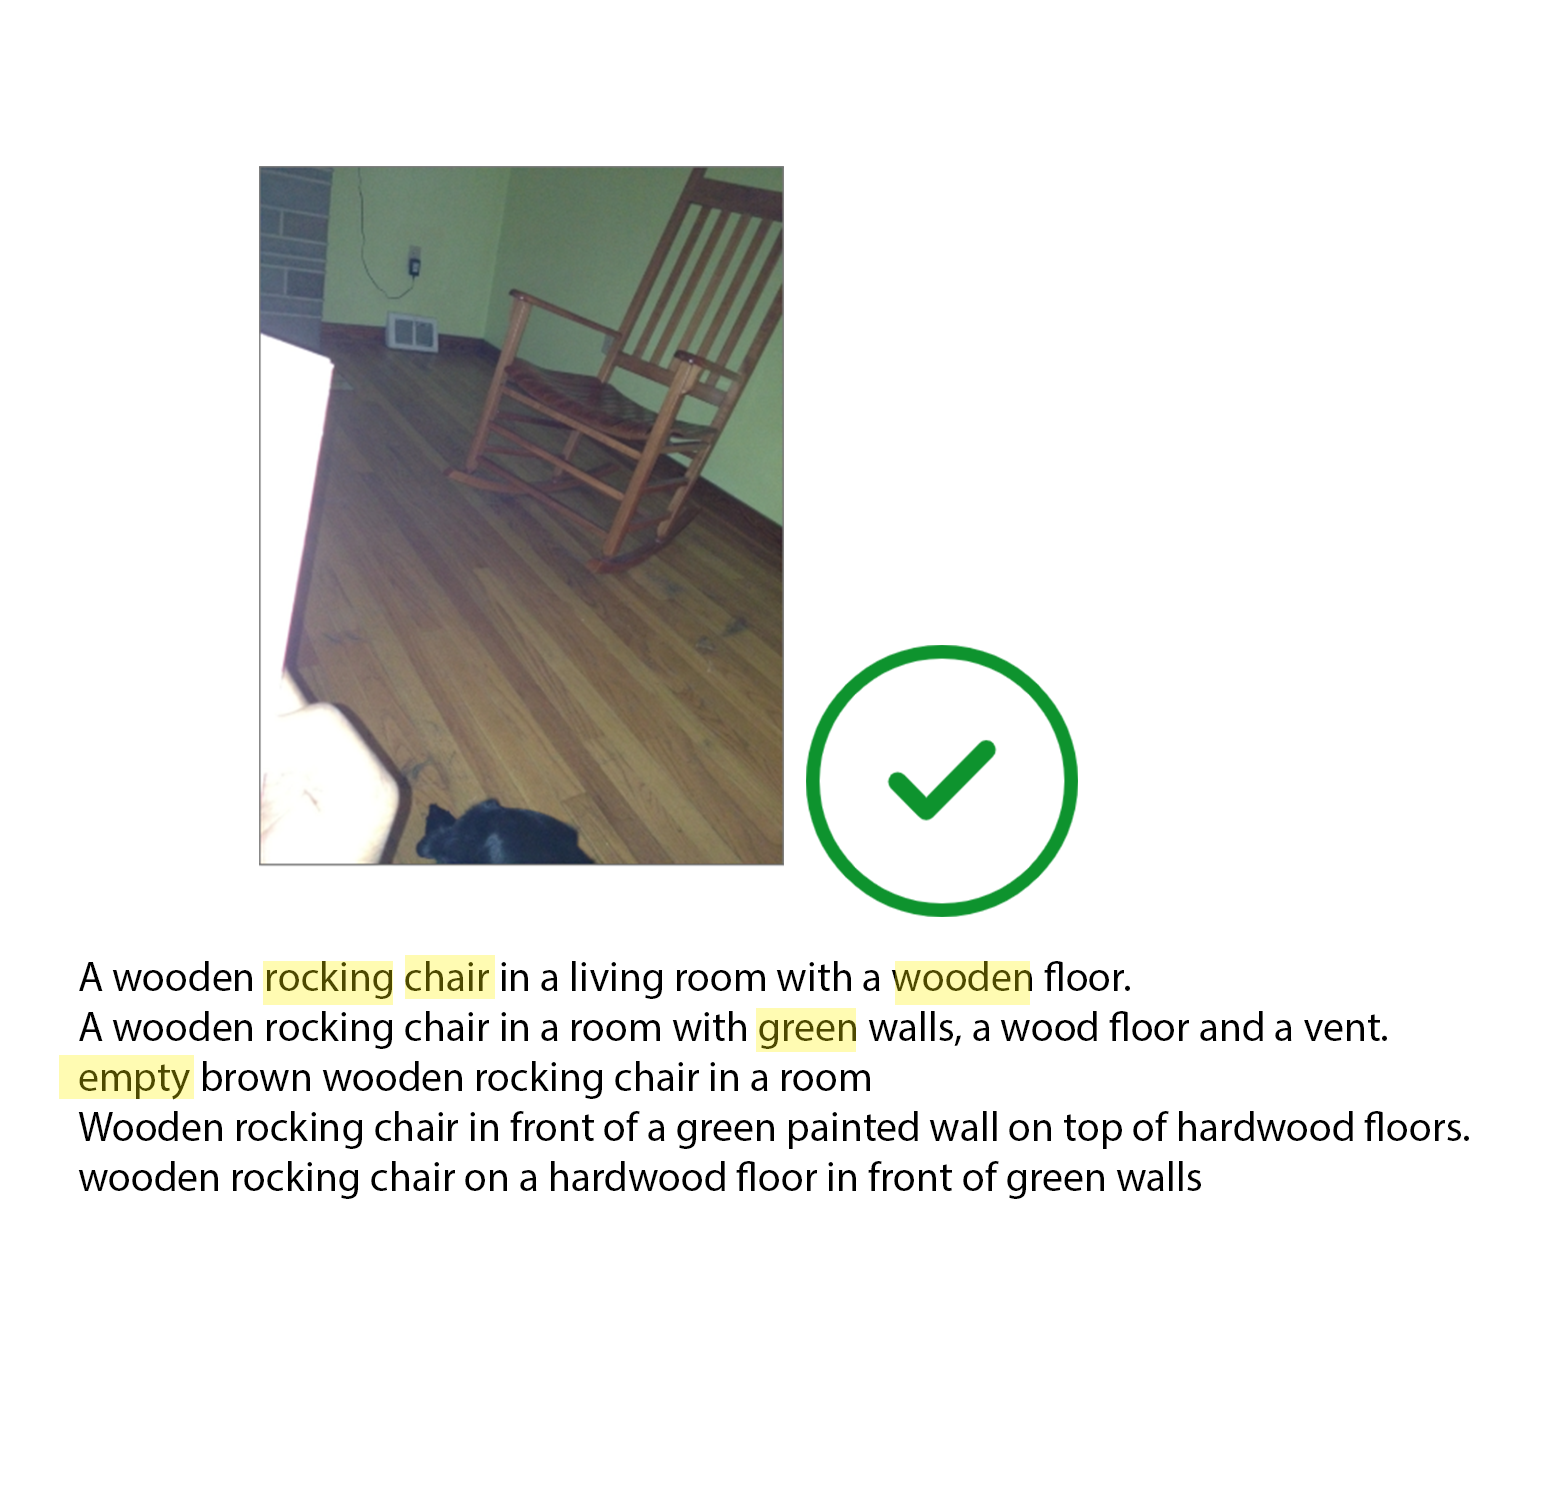 A wooden rocking chair in a living room with a wooden floor.
A wooden rocking chair in a room with green walls, a wood floor and a vent.
empty brown wooden rocking chair in a room
Wooden rocking chair in front of a green painted wall on top of hardwood floors.
wooden rocking chair on a hardwood floor in front of green walls